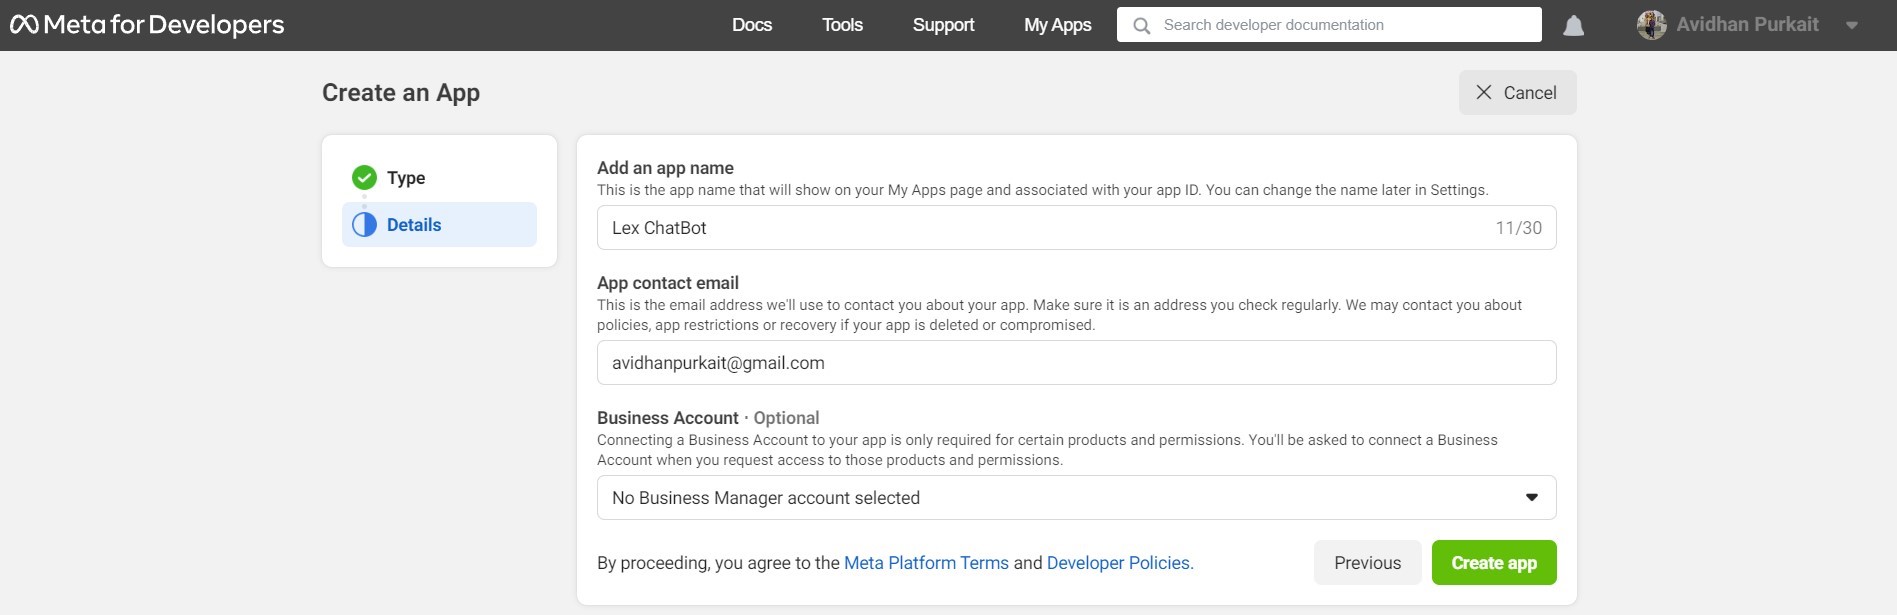 Meta for Developers
Docs Tools Support My Apps Search developer documentation Avidhan Purkait
Create an App
Cancel
Type
Details
Add an app name
This is the app name that will show on your My Apps page and associated with your app ID. You can change the name later in Settings.
Lex ChatBot 11/30
App contact email
This is the email address we'll use to contact you about your app. Make sure it is an address you check regularly. We may contact you about
policies, app restrictions or recovery if your app is deleted or compromised.
avidhanpurkait@gmail.com
Business Account · Optional
Connecting a Business Account to your app is only required for certain products and permissions. You'll be asked to connect a Business
Account when you request access to those products and permissions.
No Business Manager account selected
By proceeding, you agree to the Meta Platform Terms and Developer Policies.
Previous
Create app